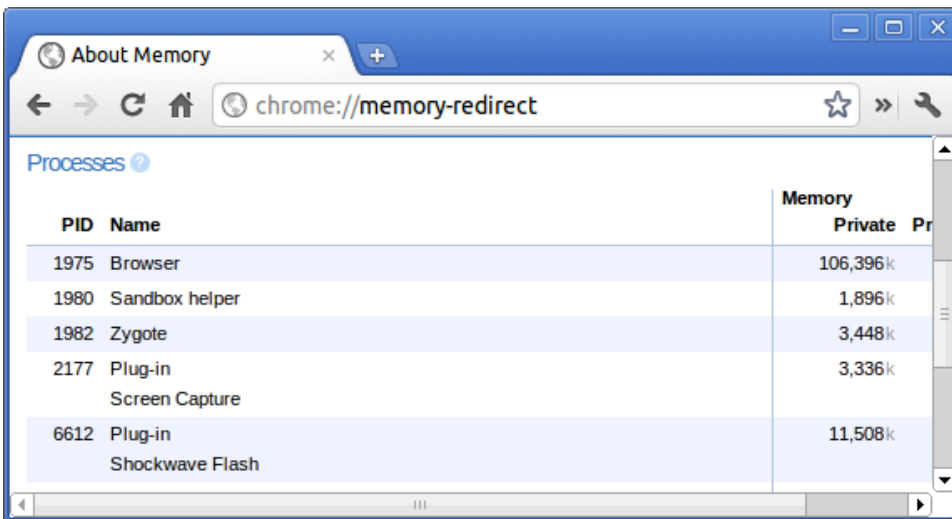 About Memory
chrome://memory-redirect
Processes ?
Memory
PID Name Private Pr
1975 Browser 106,396k
1980 Sandbox helper 1,896k
1982 Zygote 3,448k
2177 Plug-in 3,336k
Screen Capture
6612 Plug-in 11,508k
Shockwave Flash